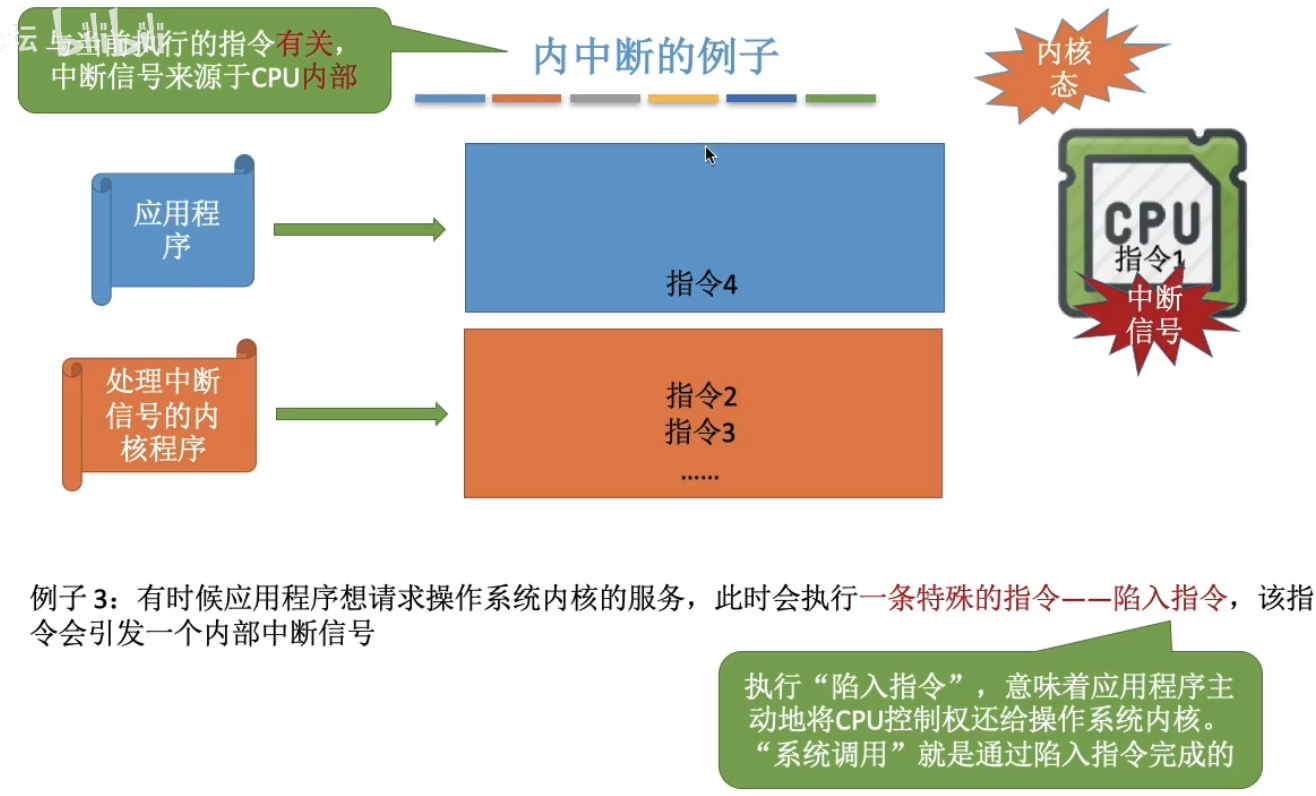 与当前执行的指令有关，
中断信号来源于CPU内部
内中断的例子
内核
态
应用程
序
指令4
CPU
指令1
中断
信号
处理中断
信号的内
核程序
指令2
指令3
……
例子 3：有时候应用程序想请求操作系统内核的服务，此时会执行一条特殊的指令——陷入指令，该指
令会引发一个内部中断信号
执行“陷入指令”，意味着应用程序主
动地将CPU控制权还给操作系统内核。
“系统调用”就是通过陷入指令完成的